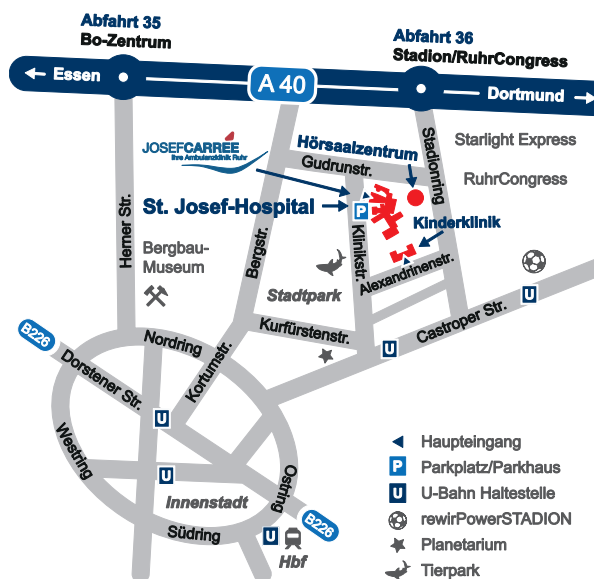 Abfahrt 35
Bo-Zentrum
Abfahrt 36
Stadion/RuhrCongress
Essen
A 40
Dortmund
JOSEFCARRÉE
Ihre Ambulanzklinik Ruhr
Hörsaalzentrum
Gudrunstr.
Stadionring
Starlight Express
RuhrCongress
St. Josef-Hospital
P
Kinderklinik
Herner Str.
Bergstr.
Klinikstr.
Alexandrinenstr.
Bergbau-
Museum
Stadtpark
U
Castroper Str.
Kurfürstenstr.
U
B226
Nordring
Dorstener Str.
Kortumstr.
U
Westring
U
Innenstadt
Ostring
Südring
B226
U
Hbf
Haupteingang
P Parkplatz/Parkhaus
U U-Bahn Haltestelle
rewirPowerSTADION
Planetarium
Tierpark